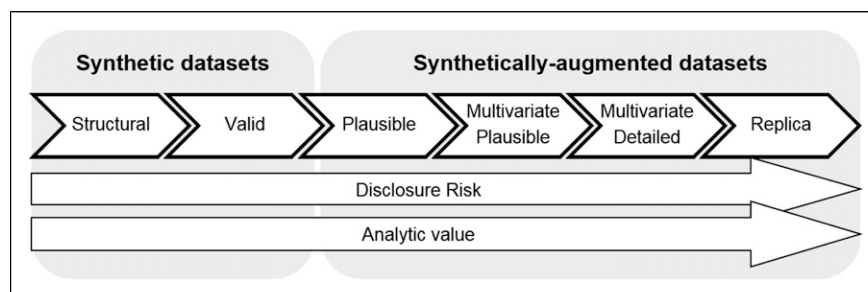 Synthetic datasets
Synthetically-augmented datasets
Structural
Valid
Plausible
Multivariate
Plausible
Multivariate
Detailed
Replica
Disclosure Risk
Analytic value